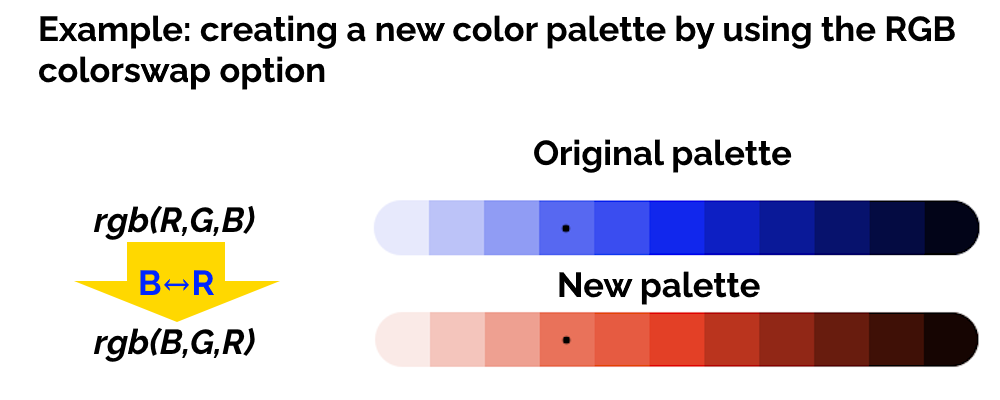 Example: creating a new color palette by using the RGB
colorswap option
Original palette
rgb(R,G,B)
B↔R
New palette
rgb(B,G,R)